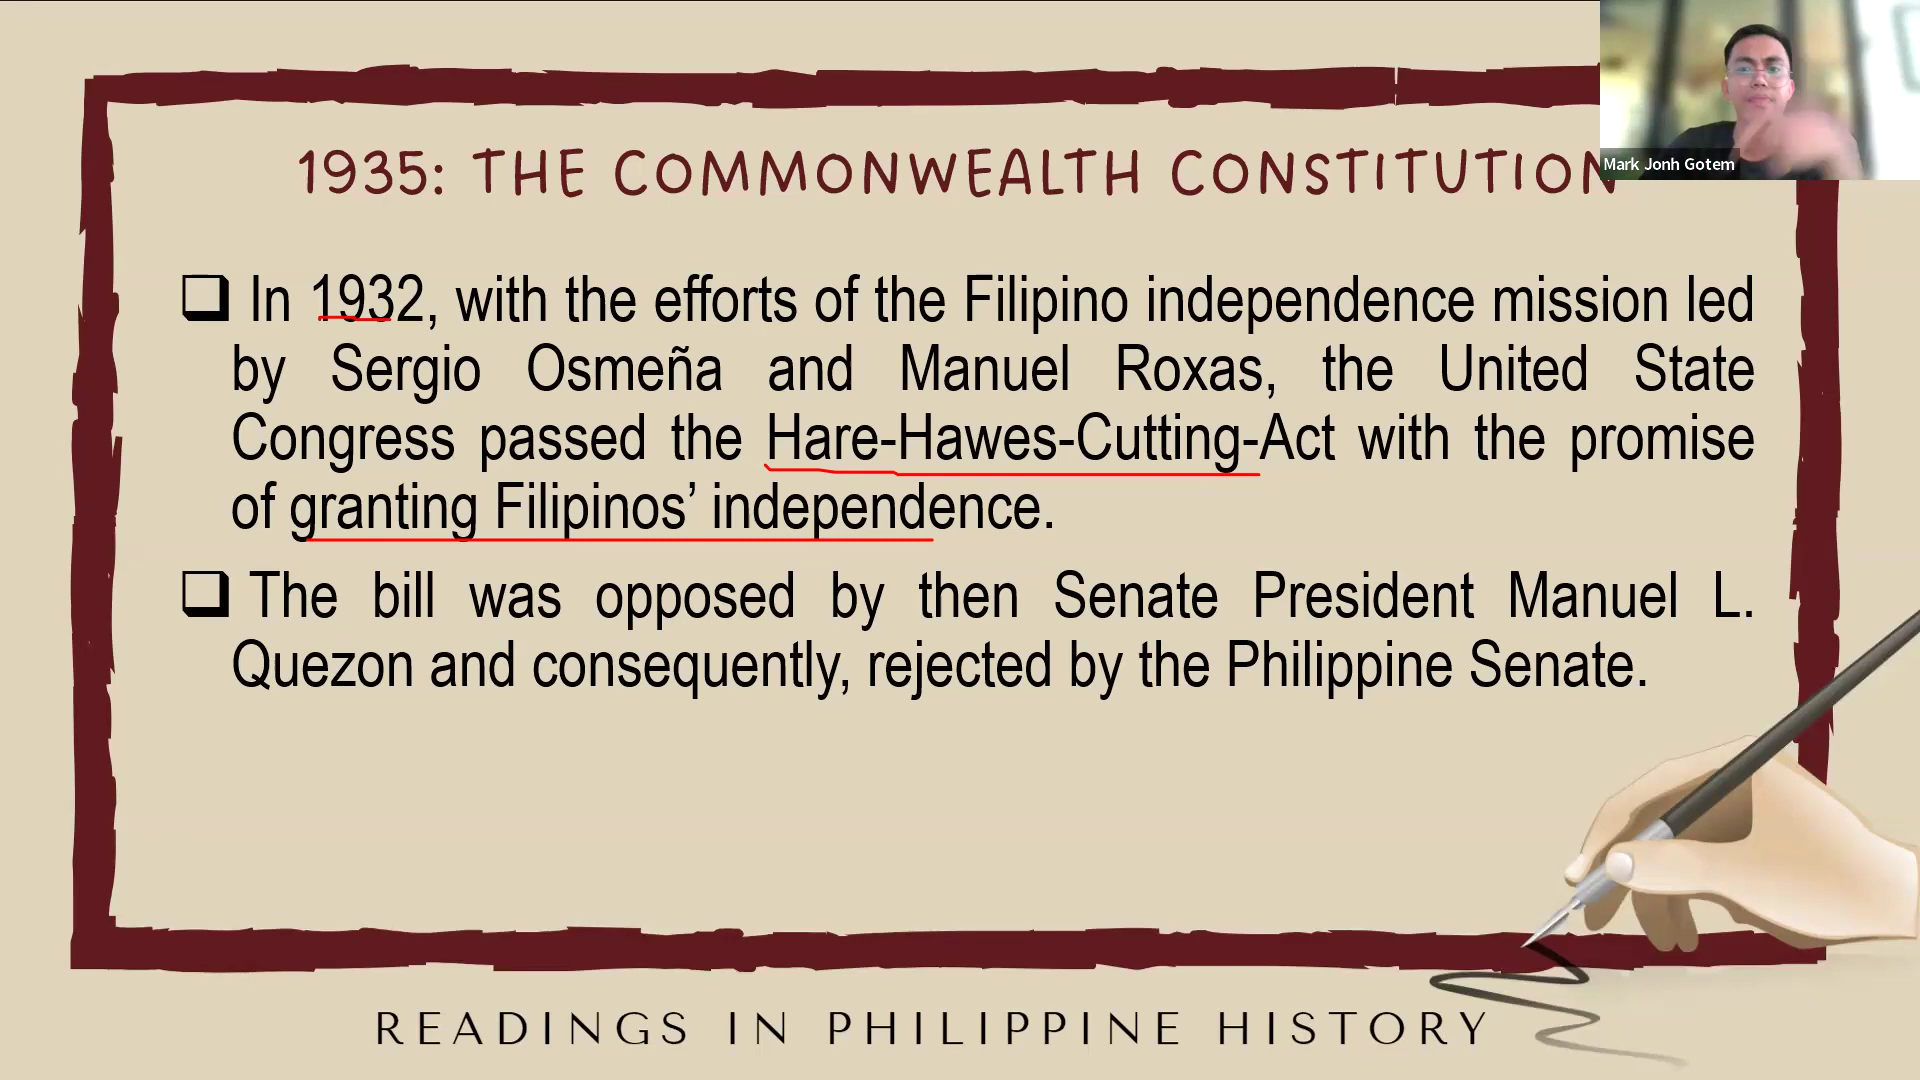 1935: THE COMMONWEALTH CONSTITUTION
Mark Jonh Gotem
In 1932, with the efforts of the Filipino independence mission led
by Sergio Osmeña and Manuel Roxas, the United State
Congress passed the Hare-Hawes-Cutting-Act with the promise
of granting Filipinos’ independence.
The bill was opposed by then Senate President Manuel L.
Quezon and consequently, rejected by the Philippine Senate.
READINGS IN PHILIPPINE HISTORY